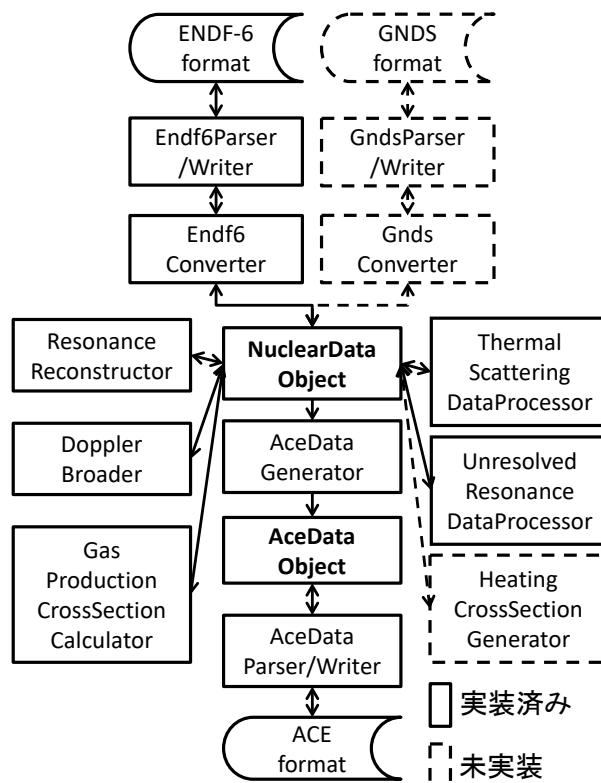 ENDF-6
format
GNDS
format
Endf6Parser
/Writer
GndsParser
/Writer
Endf6
Converter
Gnds
Converter
Resonance
Reconstructor
NuclearData
Object
Thermal
Scattering
DataProcessor
Doppler
Broader
AceData
Generator
Unresolved
Resonance
DataProcessor
Gas
Production
CrossSection
Calculator
AceData
Object
Heating
CrossSection
Generator
AceData
Parser/Writer
ACE
format
実装済み
未実装